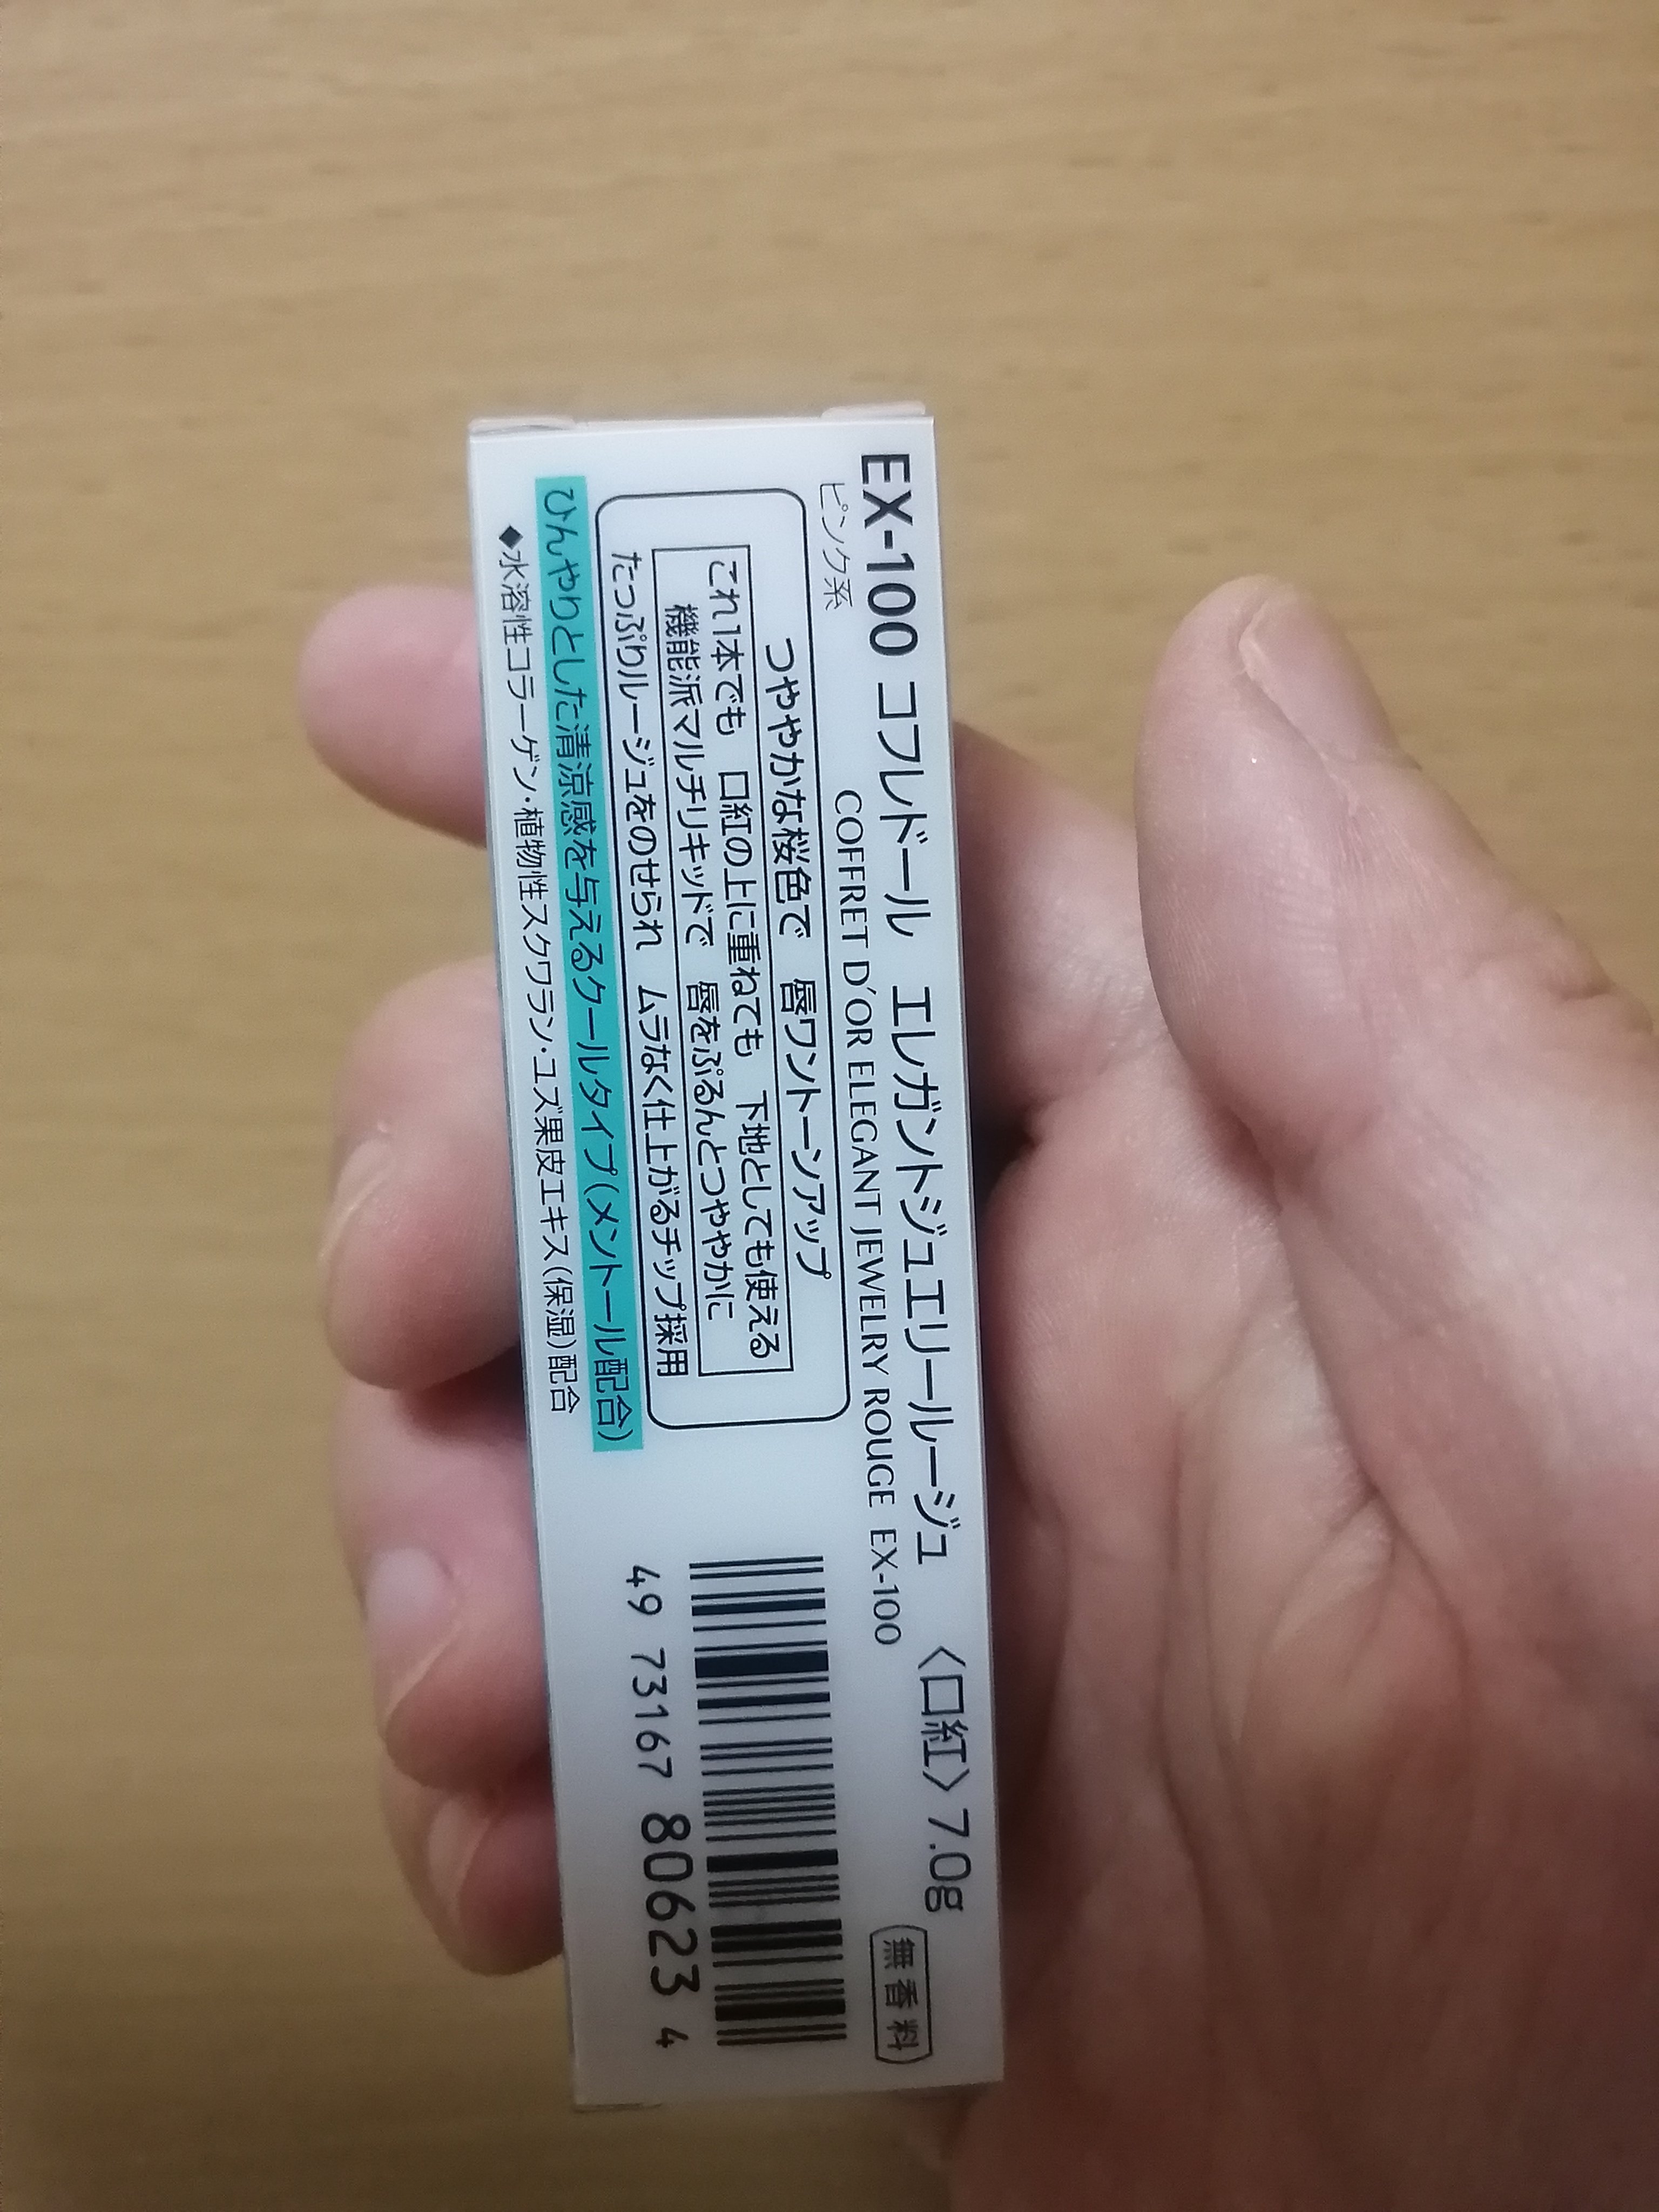 EX-100 コフレドール エレガントジュエリールージュ 〈口紅〉 7.0g
ピンク系
COFFRET D'OR ELEGANT JEWELRY ROUGE EX-100
無香料
つややかな桜色で 唇ワントーンアップ
これ1本でも 口紅の上に重ねても 下地としても使える
機能派マルチリキッドで 唇をぷるんとつややかに
たっぷりルージュをのせられ ムラなく仕上がるチップ採用
ひんやりとした清涼感を与えるクールタイプ(メントール配合)
◆水溶性コラーゲン・植物性スクワラン・ユズ果皮エキス(保湿)配合
49 73167 80623 4